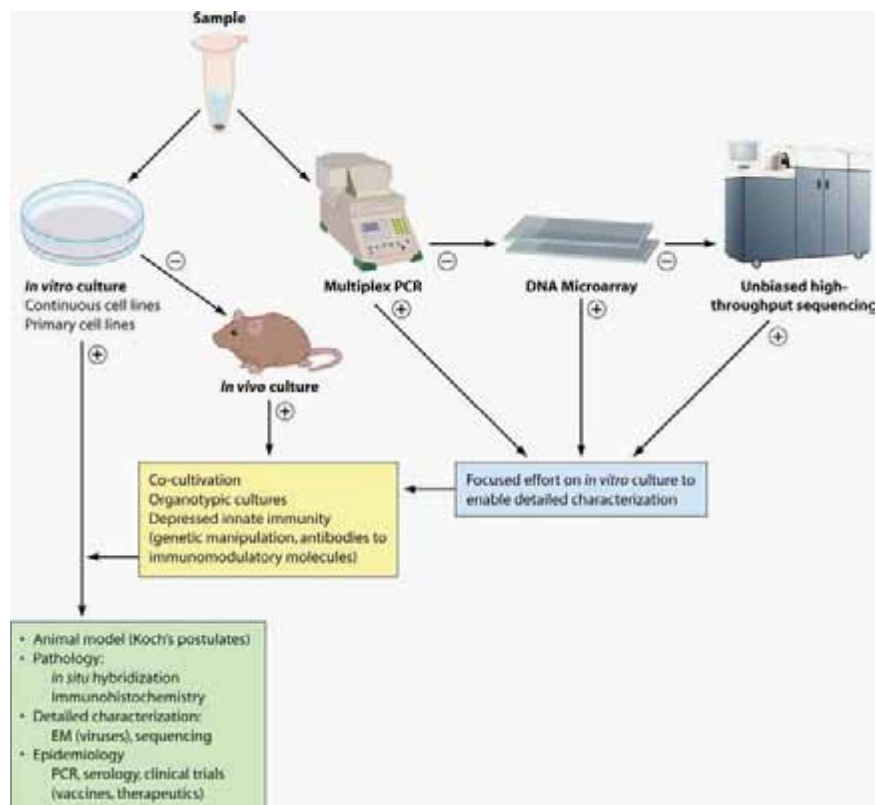 Sample
In vitro culture
Continuous cell lines
Primary cell lines
−
+
In vivo culture
+
Multiplex PCR
+
−
DNA Microarray
+
−
Unbiased high-
throughput sequencing
+
Co-cultivation
Organotypic cultures
Depressed innate immunity
(genetic manipulation, antibodies to
immunomodulatory molecules)
Focused effort on in vitro culture to
enable detailed characterization
• Animal model (Koch's postulates)
• Pathology:
In situ hybridization
Immunohistochemistry
• Detailed characterization:
EM (viruses), sequencing
• Epidemiology
PCR, serology, clinical trials
(vaccines, therapeutics)